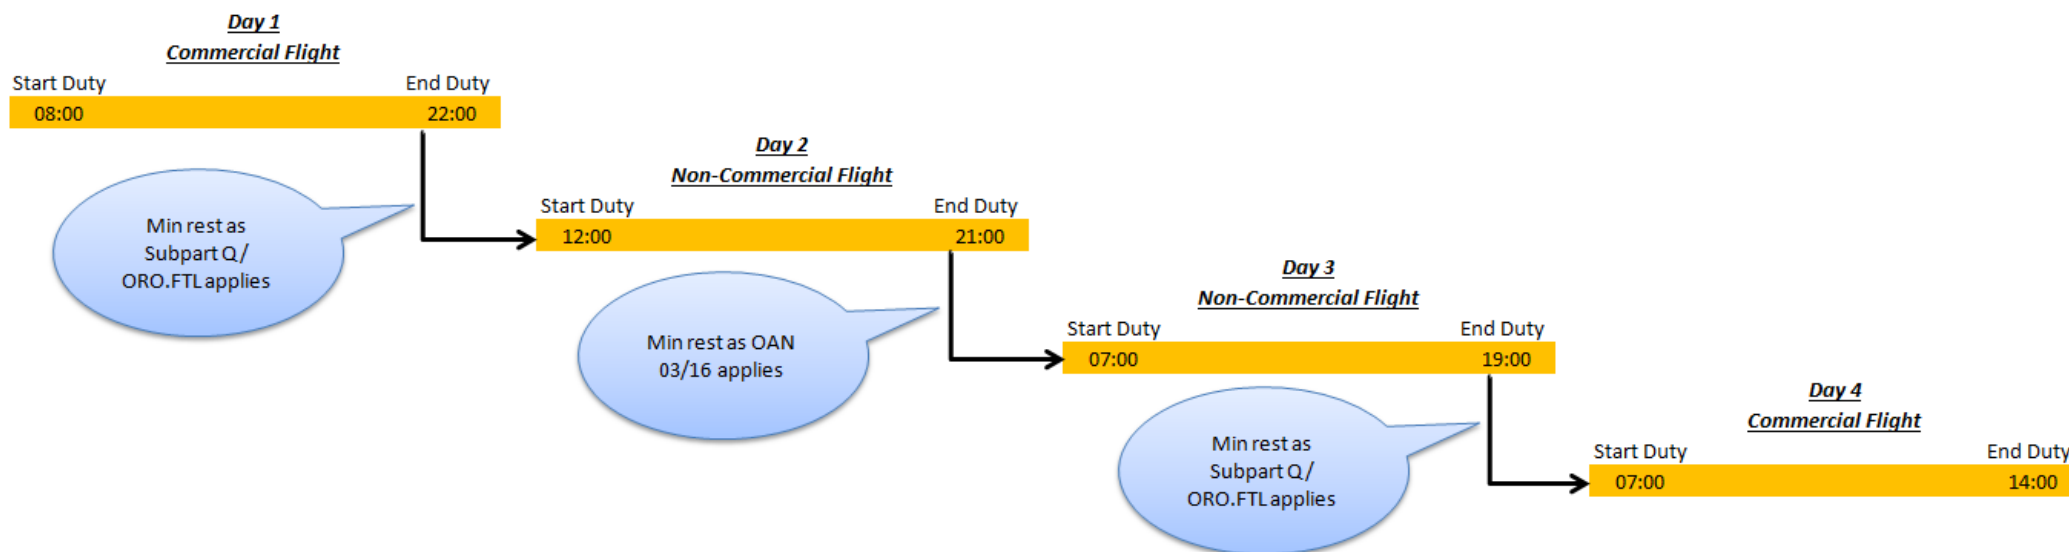 Day 1
Commercial Flight
Start Duty End Duty
08:00 22:00
Min rest as
Subpart Q/
ORO.FTL applies
Day 2
Non-Commercial Flight
Start Duty End Duty
12:00 21:00
Min rest as OAN
03/16 applies
Day 3
Non-Commercial Flight
Start Duty End Duty
07:00 19:00
Min rest as
Subpart Q/
ORO.FTL applies
Day 4
Commercial Flight
Start Duty End Duty
07:00 14:00